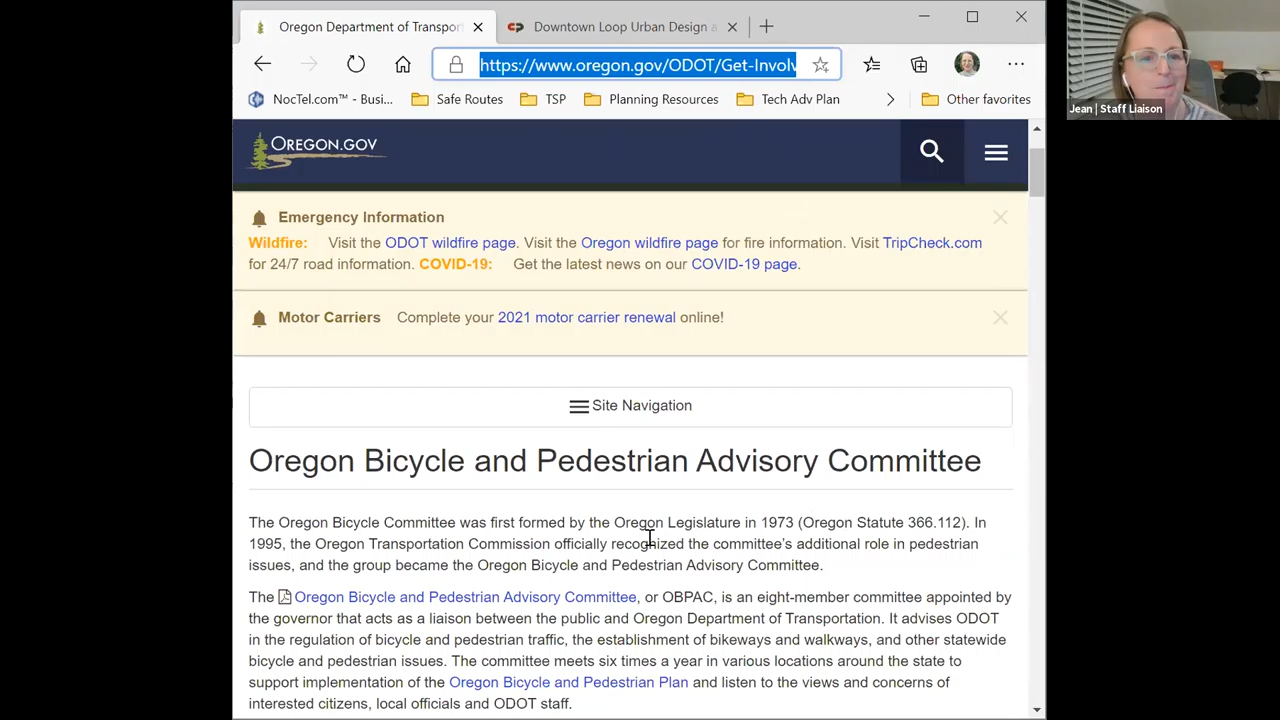 Oregon Department of Transpor
Downtown Loop Urban Design a
https://www.oregon.gov/ODOT/Get-Involv
NocTel.com™ - Busi...
Safe Routes
TSP
Planning Resources
Tech Adv Plan
Other favorites
Jean | Staff Liaison
OREGON.GOV
Emergency Information
Wildfire: Visit the ODOT wildfire page. Visit the Oregon wildfire page for fire information. Visit TripCheck.com
for 24/7 road information. COVID-19: Get the latest news on our COVID-19 page.
Motor Carriers Complete your 2021 motor carrier renewal online!
Site Navigation
Oregon Bicycle and Pedestrian Advisory Committee
The Oregon Bicycle Committee was first formed by the Oregon Legislature in 1973 (Oregon Statute 366.112). In
1995, the Oregon Transportation Commission officially recognized the committee's additional role in pedestrian
issues, and the group became the Oregon Bicycle and Pedestrian Advisory Committee.
The Oregon Bicycle and Pedestrian Advisory Committee, or OBPAC, is an eight-member committee appointed by
the governor that acts as a liaison between the public and Oregon Department of Transportation. It advises ODOT
in the regulation of bicycle and pedestrian traffic, the establishment of bikeways and walkways, and other statewide
bicycle and pedestrian issues. The committee meets six times a year in various locations around the state to
support implementation of the Oregon Bicycle and Pedestrian Plan and listen to the views and concerns of
interested citizens, local officials and ODOT staff.